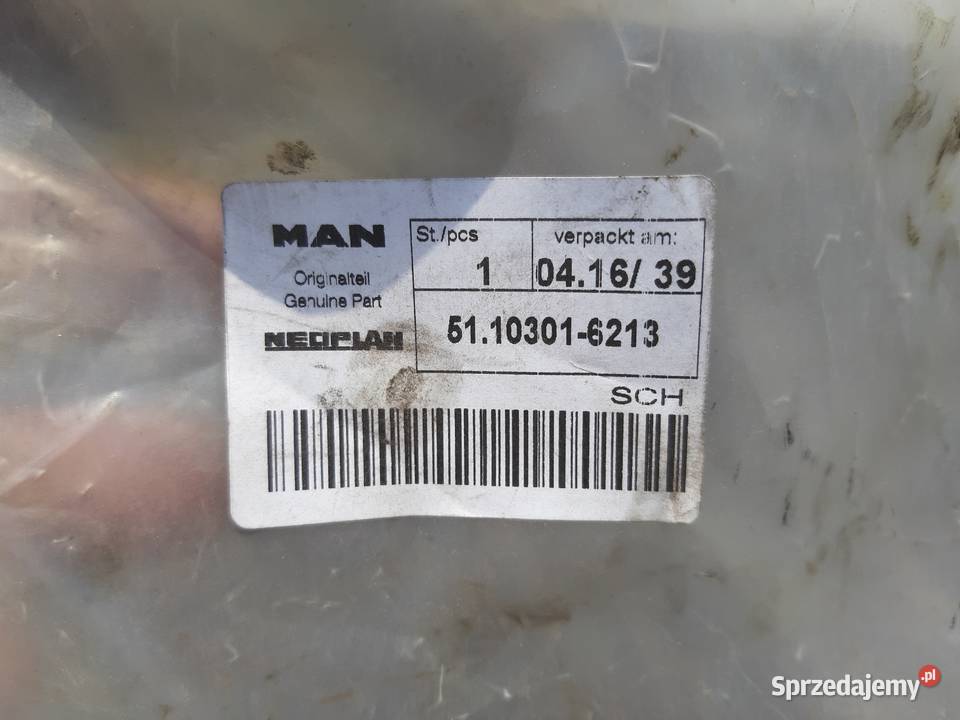 MAN
Originalteil
Genuine Part
NEOPLAN
St./pcs
1
verpackt am:
04.16/ 39
51.10301-6213
SCH
Sprzedajemy.pl